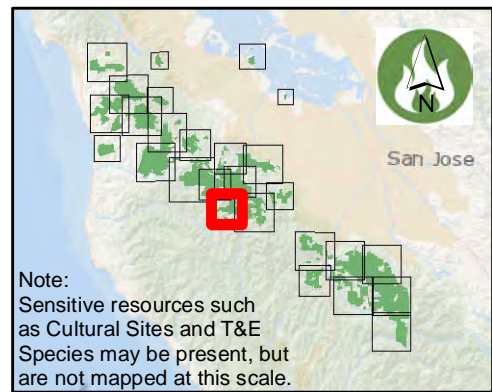 N
San Jose
Note:
Sensitive resources such
as Cultural Sites and T&E
Species may be present, but
are not mapped at this scale.